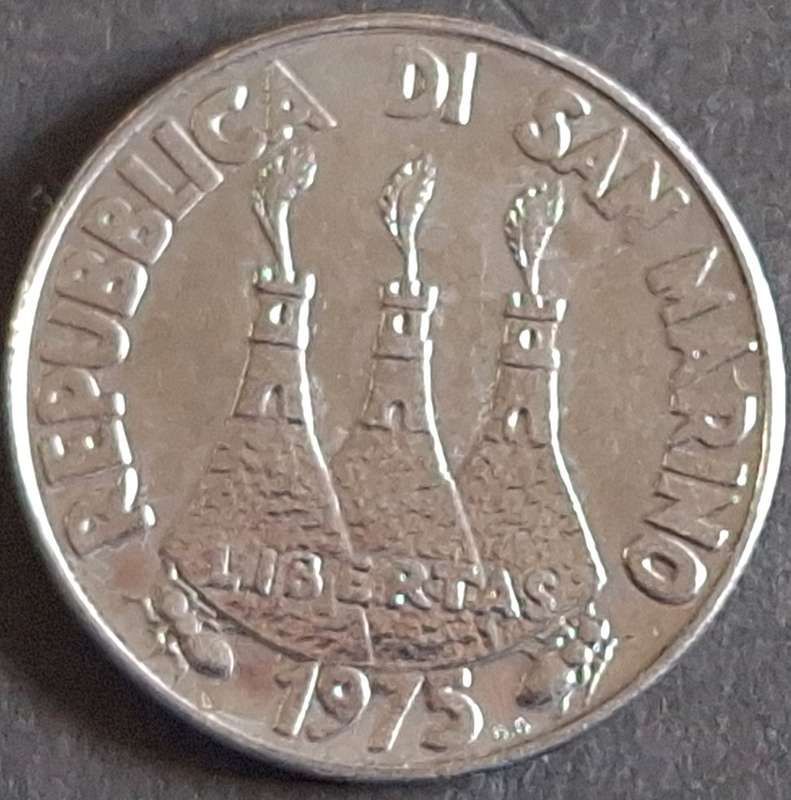 REPUBBLICA DI SAN MARINO
LIBERTAS
1975